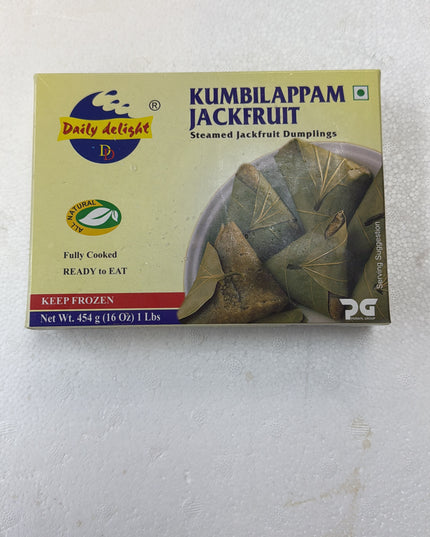 Daily delight
®
DD
KUMBILAPPAM
JACKFRUIT
Steamed Jackfruit Dumplings
ALL NATURAL
Fully Cooked
READY to EAT
KEEP FROZEN
Net Wt. 454 g (16 Oz) 1 Lbs
Serving Suggestion
PG